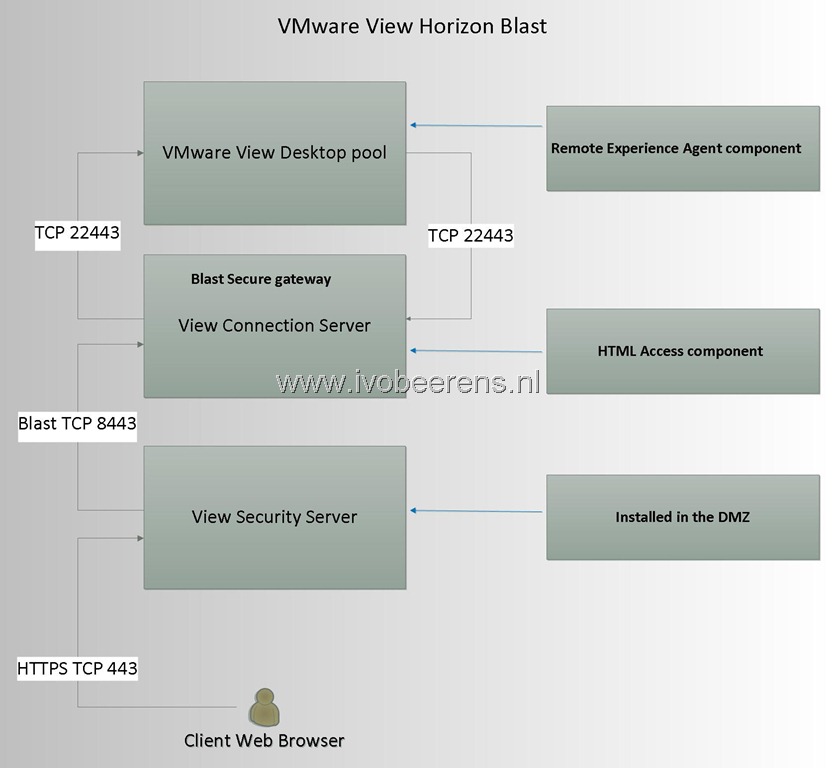 VMware View Horizon Blast
VMware View Desktop pool
Remote Experience Agent component
TCP 22443
TCP 22443
Blast Secure gateway
View Connection Server
HTML Access component
www.ivobeerens.nl
Blast TCP 8443
View Security Server
Installed in the DMZ
HTTPS TCP 443
Client Web Browser